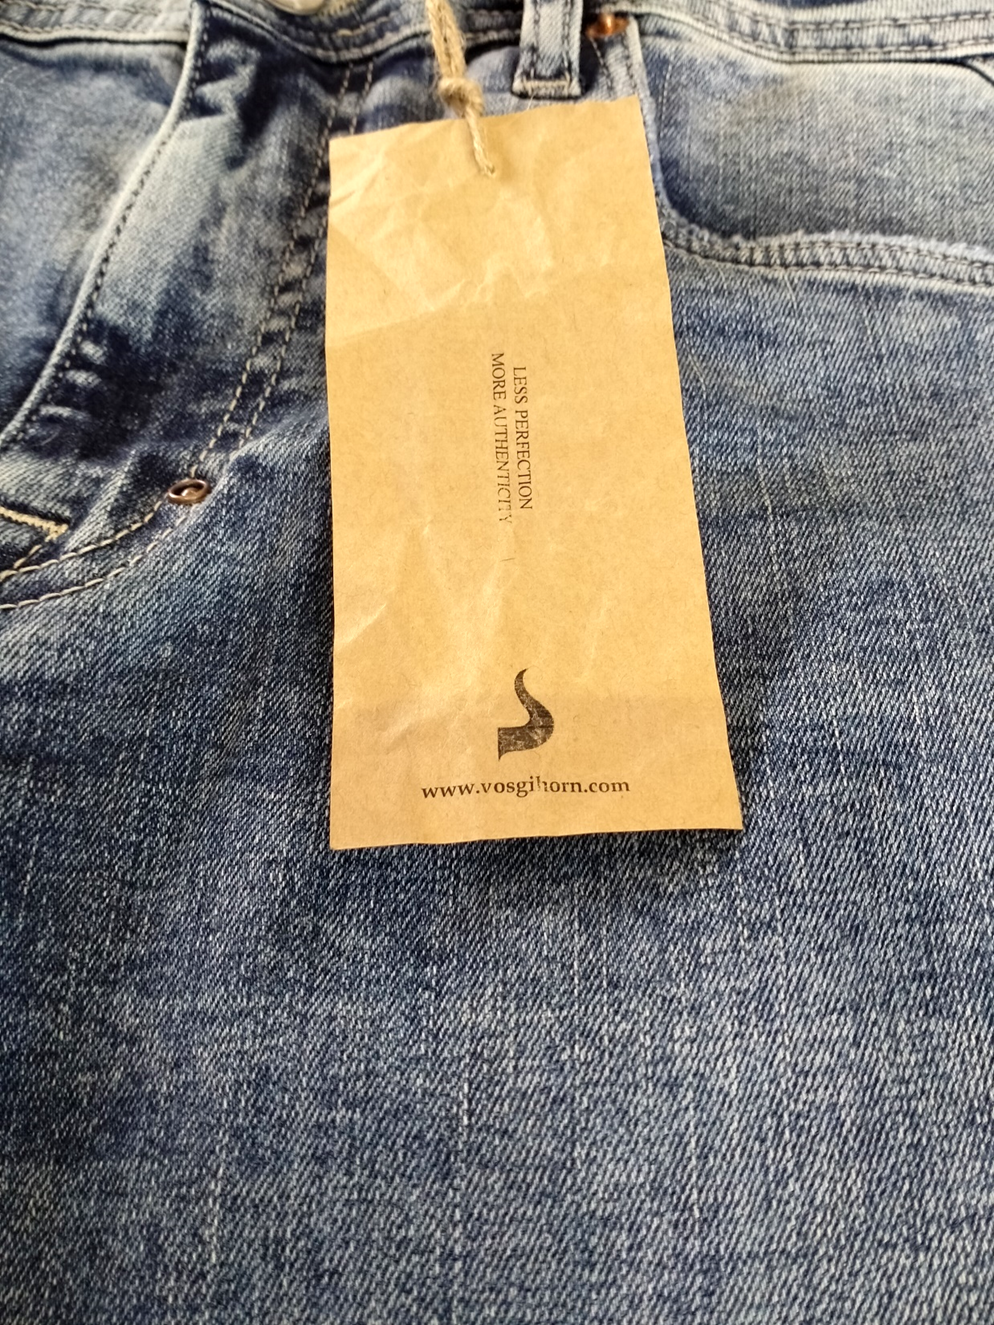 LESS PERFECTION
MORE AUTHENTICITY
www.vosgihorn.com